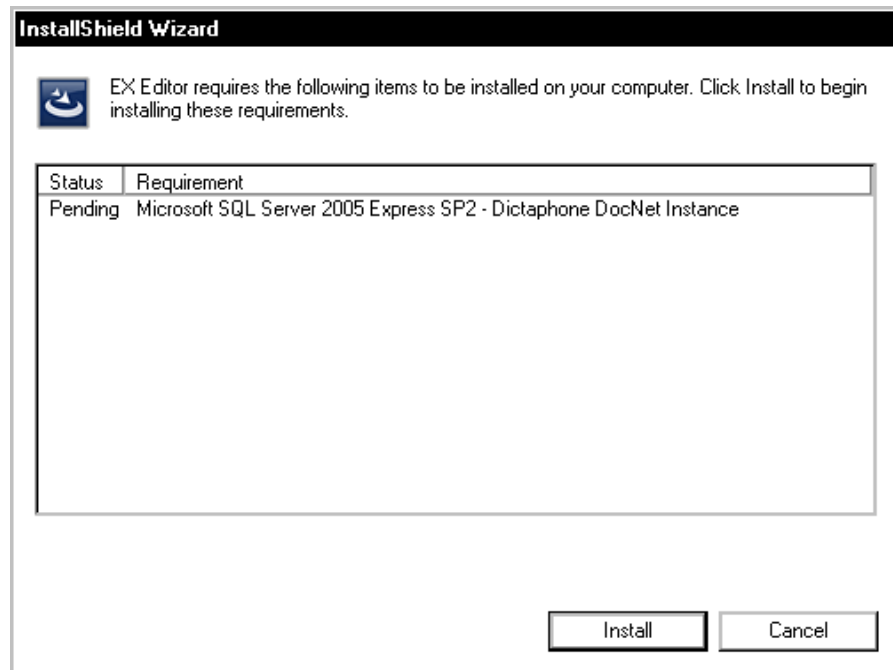 InstallShield Wizard
EX Editor requires the following items to be installed on your computer. Click Install to begin
installing these requirements.
Status Requirement
Pending Microsoft SQL Server 2005 Express SP2 - Dictaphone DocNet Instance
Install Cancel